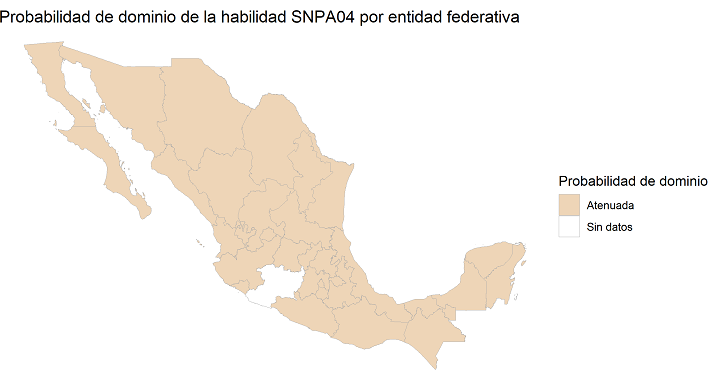 Probabilidad de dominio de la habilidad SNPA04 por entidad federativa
Probabilidad de dominio
Atenuada
Sin datos